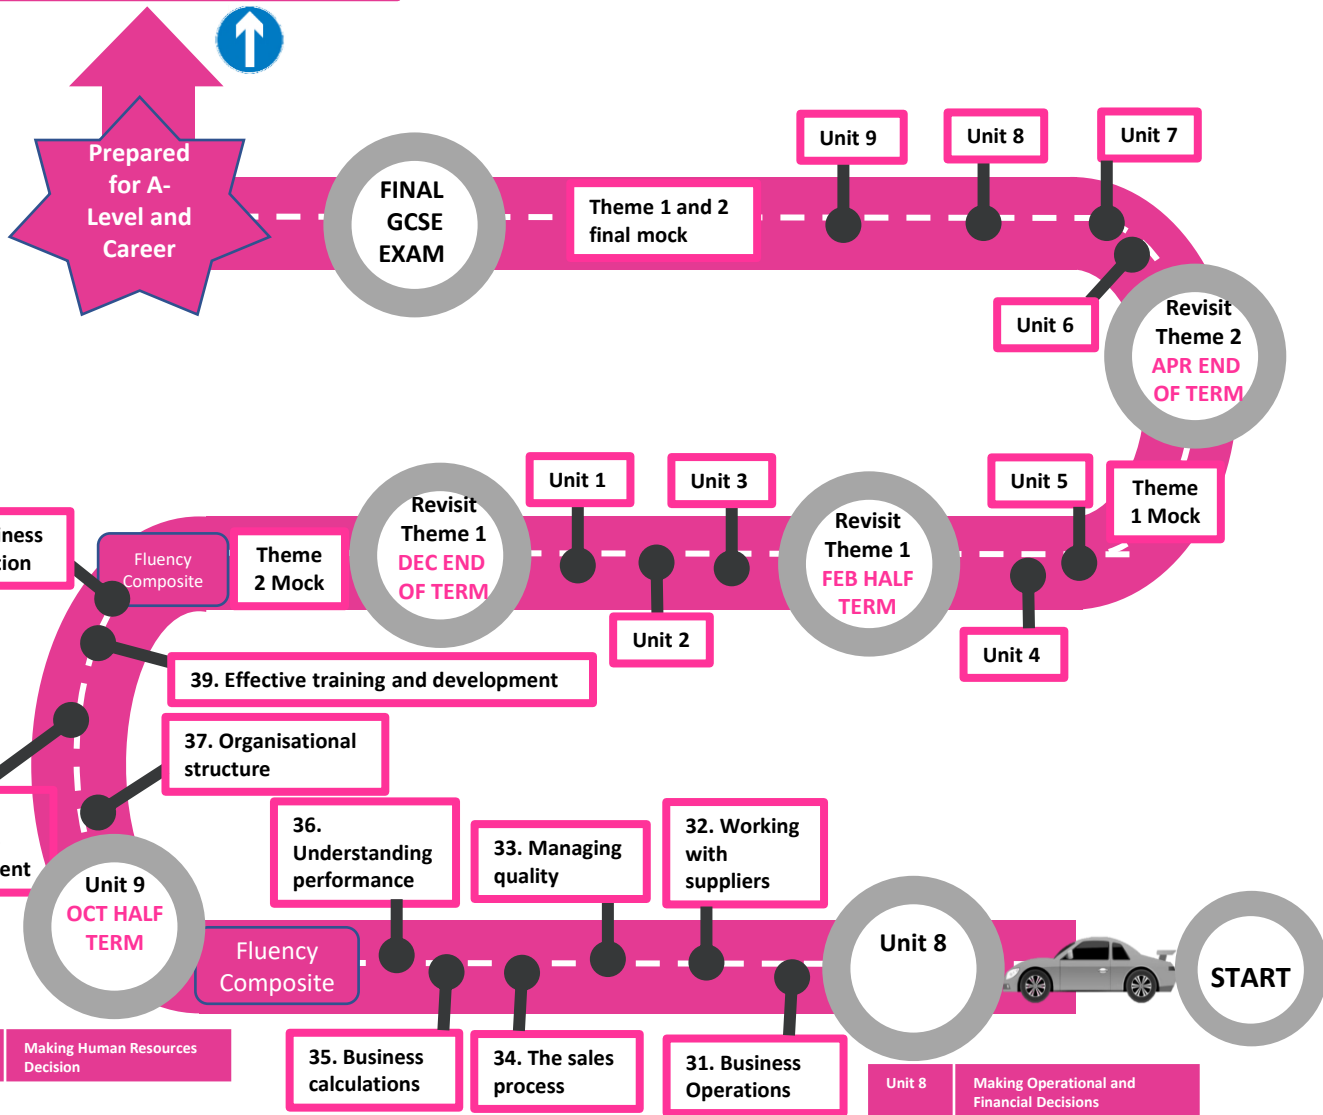 Prepared
for A-
Level and
Career
FINAL
GCSE
EXAM
Theme 1 and 2
final mock
Unit 9
Unit 8
Unit 7
Unit 6
Revisit
Theme 2
APR END
OF TERM
Theme
1 Mock
Unit 5
Unit 4
Revisit
Theme 1
FEB HALF
TERM
Unit 3
Unit 2
Unit 1
Revisit
Theme 1
DEC END
OF TERM
Theme
2 Mock
Fluency
Composite
39. Effective training and development
37. Organisational
structure
Unit 9
OCT HALF
TERM
Fluency
Composite
36.
Understanding
performance
35. Business
calculations
34. The sales
process
33. Managing
quality
32. Working
with
suppliers
31. Business
Operations
Unit 8
START
Making Human Resources
Decision
Unit 8
Making Operational and
Financial Decisions